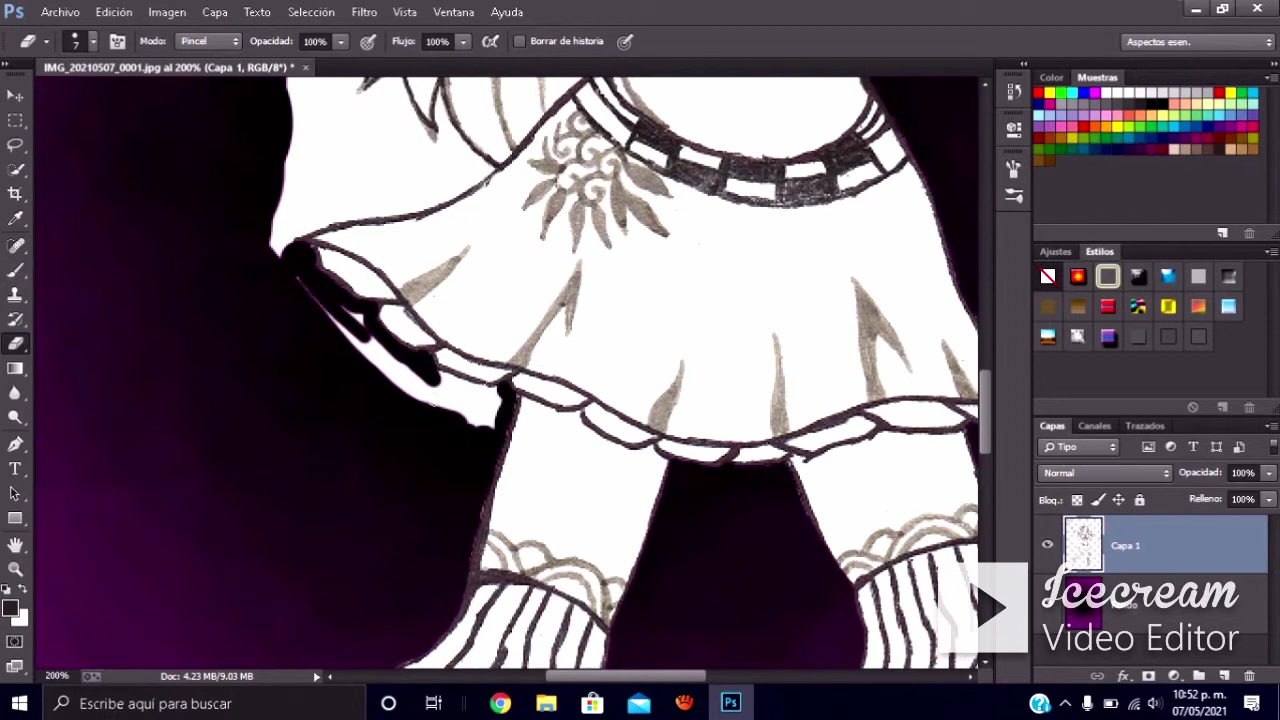 Ps Archivo Edición Imagen Capa Texto Selección Filtro Vista Ventana Ayuda
7 Modo: Pincel Opacidad: 100% Flujo: 100% Borrar de historia Aspectos esen.
IMG_20210507_0001.jpg al 200% (Capa 1, RGB/8*) * ×
Color Muestras
Ajustes Estilos
Capas Canales Trazados
Tipo
Normal Opacidad: 100%
Bloq.: Relleno: 100%
Capa 1
Icecream
Video Editor
200% Doc: 4.23 MB/9.03 MB
Escribe aquí para buscar
Ps
10:52 p. m.
07/05/2021